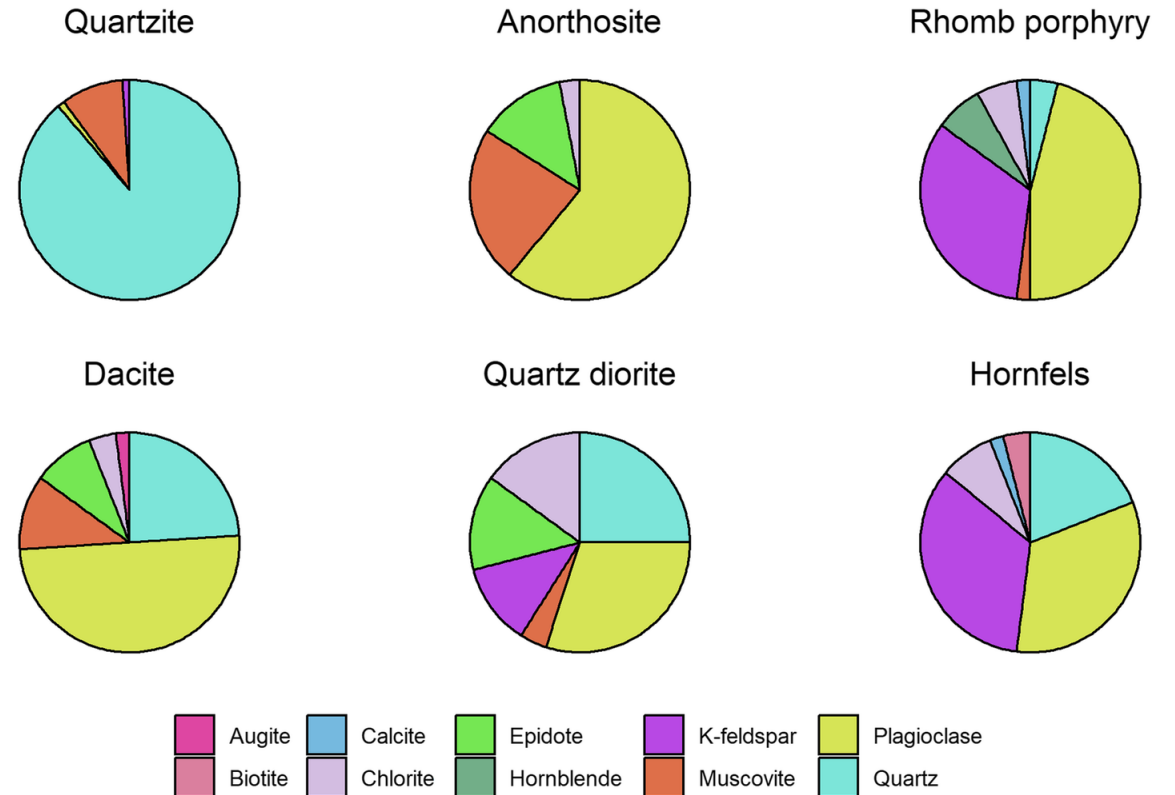 Quartzite
Anorthosite
Rhomb porphyry
Dacite
Quartz diorite
Hornfels
Augite
Calcite
Epidote
K-feldspar
Plagioclase
Biotite
Chlorite
Hornblende
Muscovite
Quartz